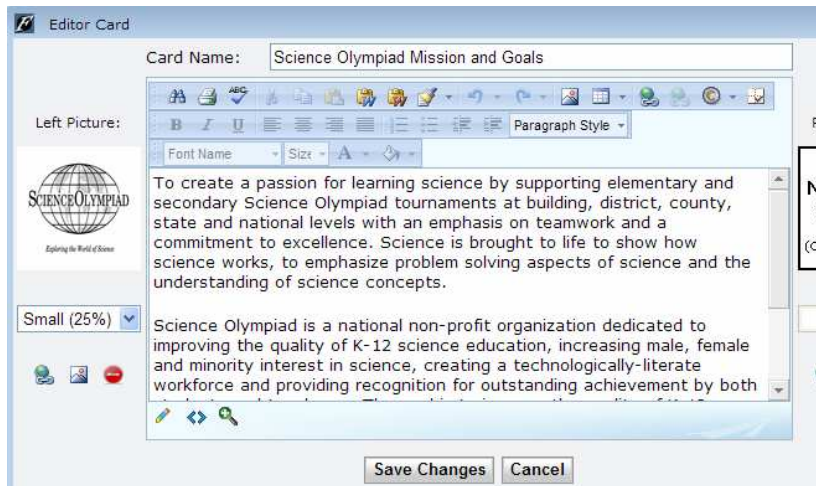 Editor Card
Card Name: Science Olympiad Mission and Goals
ABC
B I U Paragraph Style
Font Name Size A
Left Picture:
SCIENCE OLYMPIAD
Exploring the World of Science
Small (25%)
To create a passion for learning science by supporting elementary and
secondary Science Olympiad tournaments at building, district, county,
state and national levels with an emphasis on teamwork and a
commitment to excellence. Science is brought to life to show how
science works, to emphasize problem solving aspects of science and the
understanding of science concepts.
Science Olympiad is a national non-profit organization dedicated to
improving the quality of K-12 science education, increasing male, female
and minority interest in science, creating a technologically-literate
workforce and providing recognition for outstanding achievement by both
Save Changes Cancel